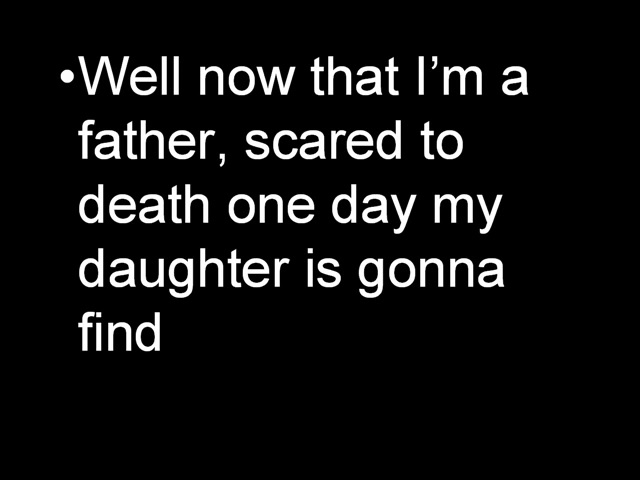 •Well now that I’m a
father, scared to
death one day my
daughter is gonna
find